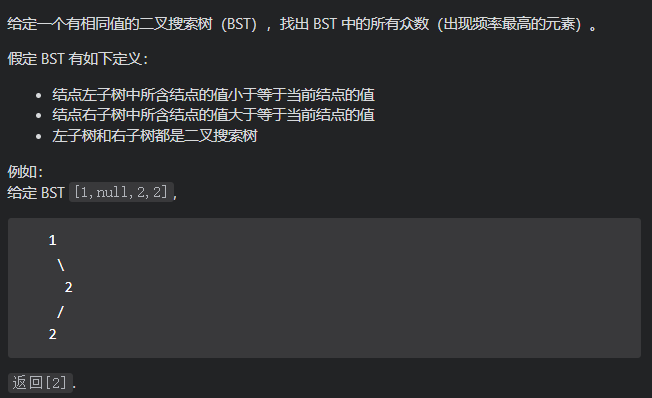 给定一个有相同值的二叉搜索树（BST），找出 BST 中的所有众数（出现频率最高的元素）。
假定 BST 有如下定义：
• 结点左子树中所含结点的值小于等于当前结点的值
• 结点右子树中所含结点的值大于等于当前结点的值
• 左子树和右子树都是二叉搜索树
例如：
给定 BST [1,null,2,2],
1
\
2
/
2
返回[2].